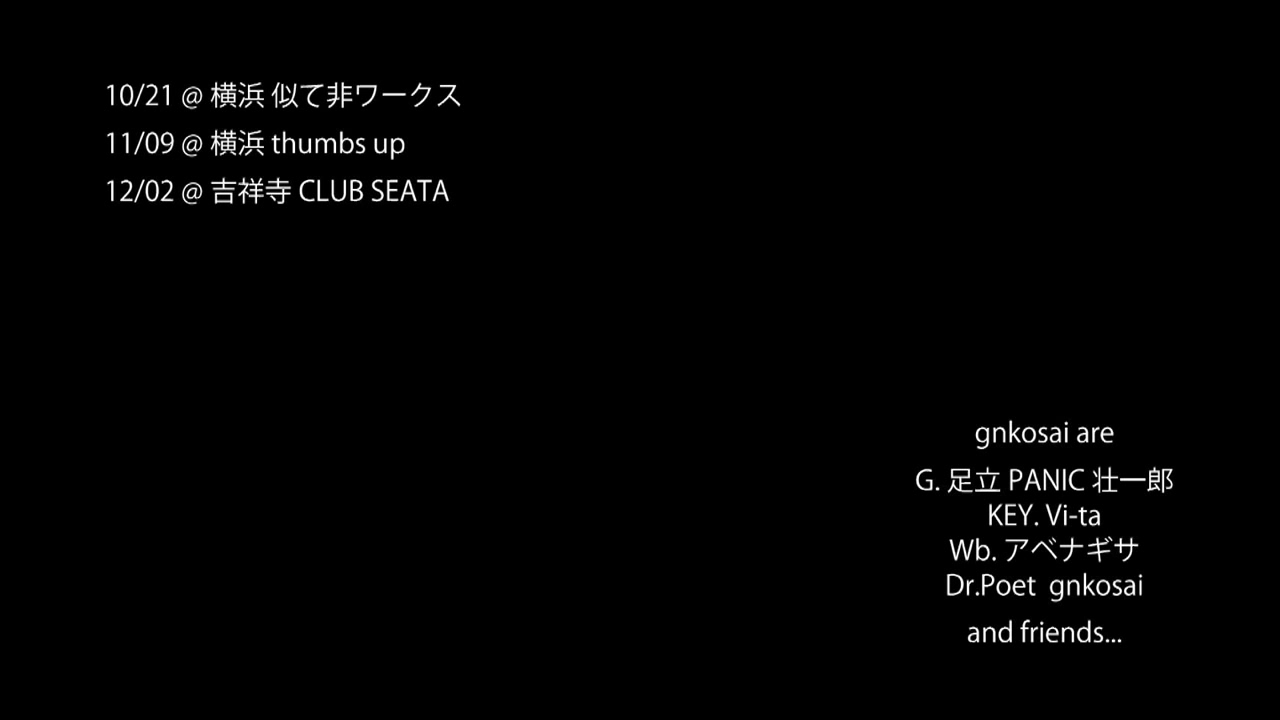 10/21 @ 横浜 似て非ワークス
11/09 @ 横浜 thumbs up
12/02 @ 吉祥寺 CLUB SEATA
gnkosai are
G. 足立 PANIC 壮一郎
KEY. Vi-ta
Wb. アベナギサ
Dr.Poet gnkosai
and friends...